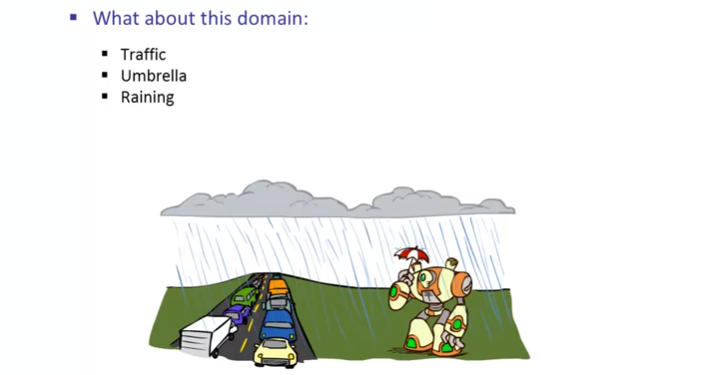 What about this domain:
Traffic
Umbrella
Raining